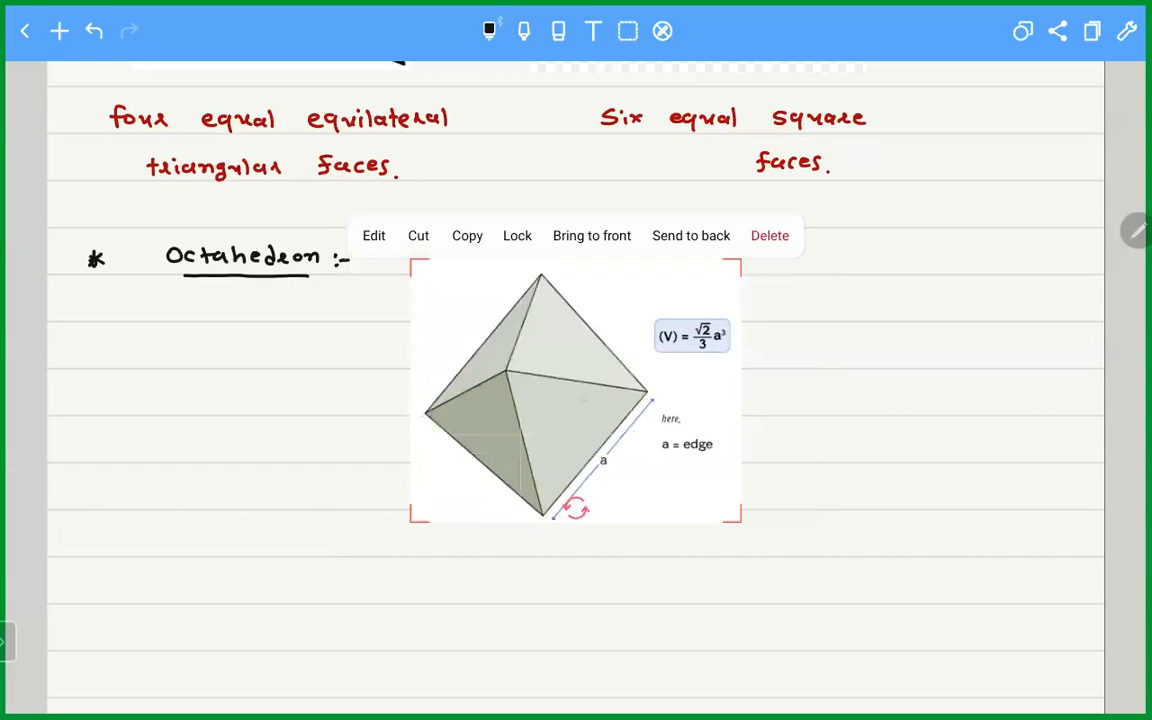 four equal equilateral
triangular faces.
Six equal square
faces.
* Octahedron :-
Edit Cut Copy Lock Bring to front Send to back Delete
(V) = √2/3 a³
here,
a = edge
a